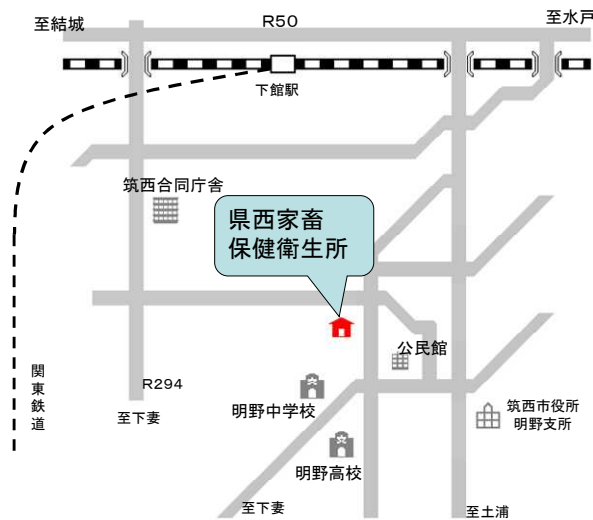 至結城
R50
至水戸
下館駅
筑西合同庁舎
県西家畜
保健衛生所
公民館
関東鉄道
R294
至下妻
明野中学校
筑西市役所
明野支所
明野高校
至下妻
至土浦